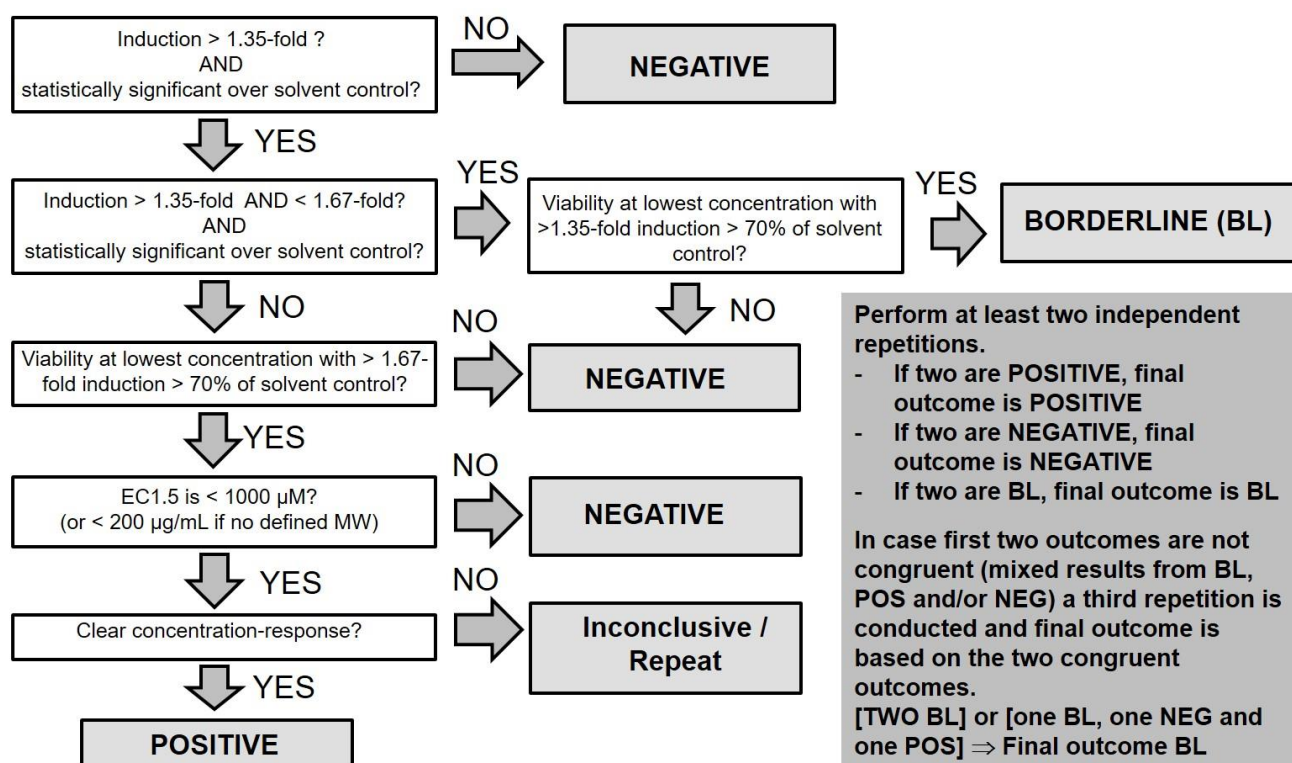 Induction > 1.35-fold ?
AND
statistically significant over solvent control?
NO
NEGATIVE
YES
Induction > 1.35-fold AND < 1.67-fold?
AND
statistically significant over solvent control?
YES
Viability at lowest concentration with
>1.35-fold induction > 70% of solvent
control?
YES
BORDERLINE (BL)
NO
NO
Viability at lowest concentration with > 1.67-
fold induction > 70% of solvent control?
NO
NEGATIVE
YES
EC1.5 is < 1000 µM?
(or < 200 µg/mL if no defined MW)
NO
NEGATIVE
YES
Clear concentration-response?
NO
Inconclusive /
Repeat
YES
POSITIVE
Perform at least two independent
repetitions.
- If two are POSITIVE, final
outcome is POSITIVE
- If two are NEGATIVE, final
outcome is NEGATIVE
- If two are BL, final outcome is BL
In case first two outcomes are not
congruent (mixed results from BL,
POS and/or NEG) a third repetition is
conducted and final outcome is
based on the two congruent
outcomes.
[TWO BL] or [one BL, one NEG and
one POS] ⇒ Final outcome BL